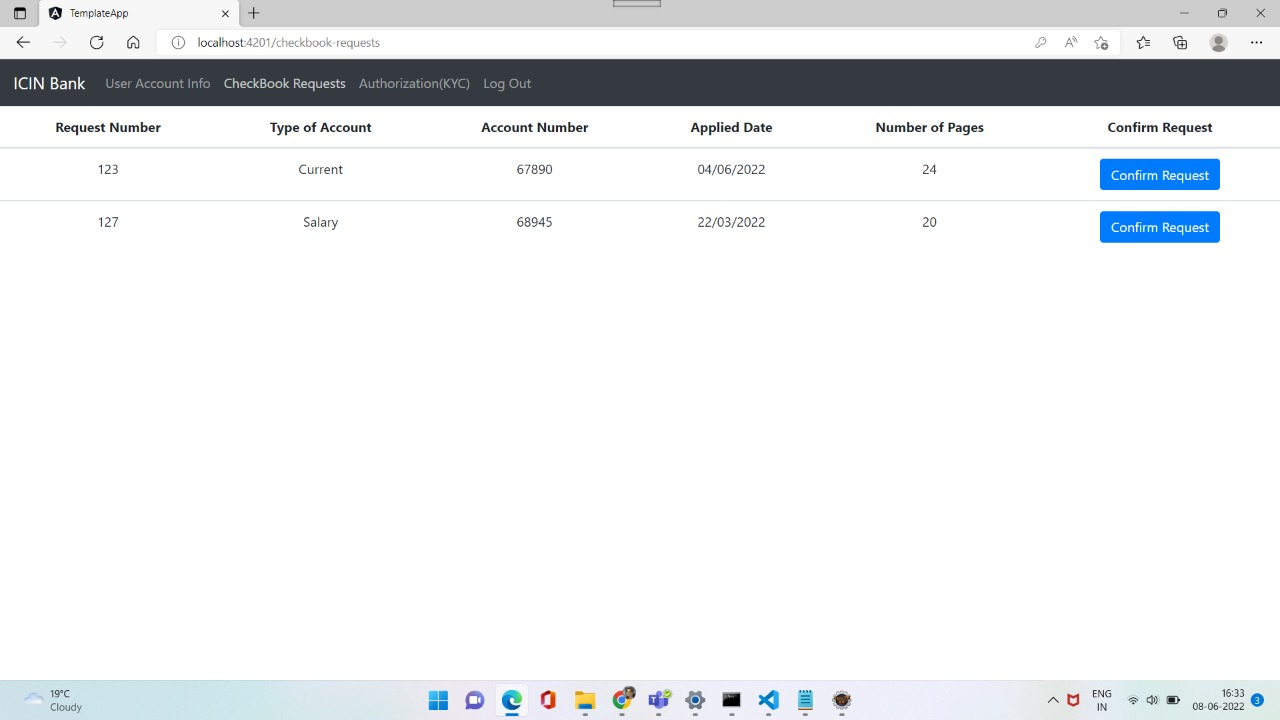 TemplateApp
localhost:4201/checkbook-requests
ICIN Bank User Account Info CheckBook Requests Authorization(KYC) Log Out
Request Number Type of Account Account Number Applied Date Number of Pages Confirm Request
123 Current 67890 04/06/2022 24 Confirm Request
127 Salary 68945 22/03/2022 20 Confirm Request
19°C
Cloudy
ENG
IN
16:33
08-06-2022
3